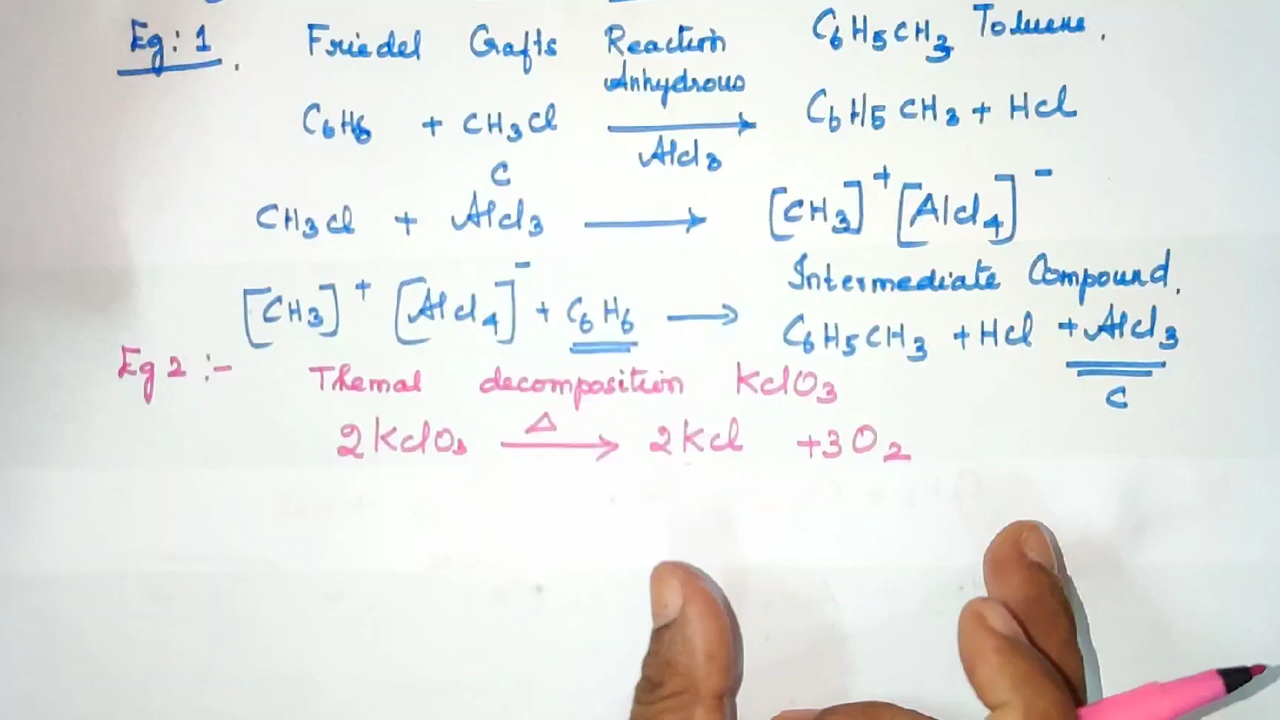 Eg: 1. Friedel Crafts Reaction C6H5CH3 Toluene.
Anhydrous
C6H6 + CH3Cl ⟶ C6H5CH3 + HCl
AlCl3
C
CH3Cl + AlCl3 ⟶ [CH3]+ [AlCl4]-
Intermediate Compound.
[CH3]+ [AlCl4]- + C6H6 ⟶ C6H5CH3 + HCl + AlCl3
C
Eg 2 :- Themal decomposition KClO3
2KClO3 ⟶ 2KCl +3O2
Δ